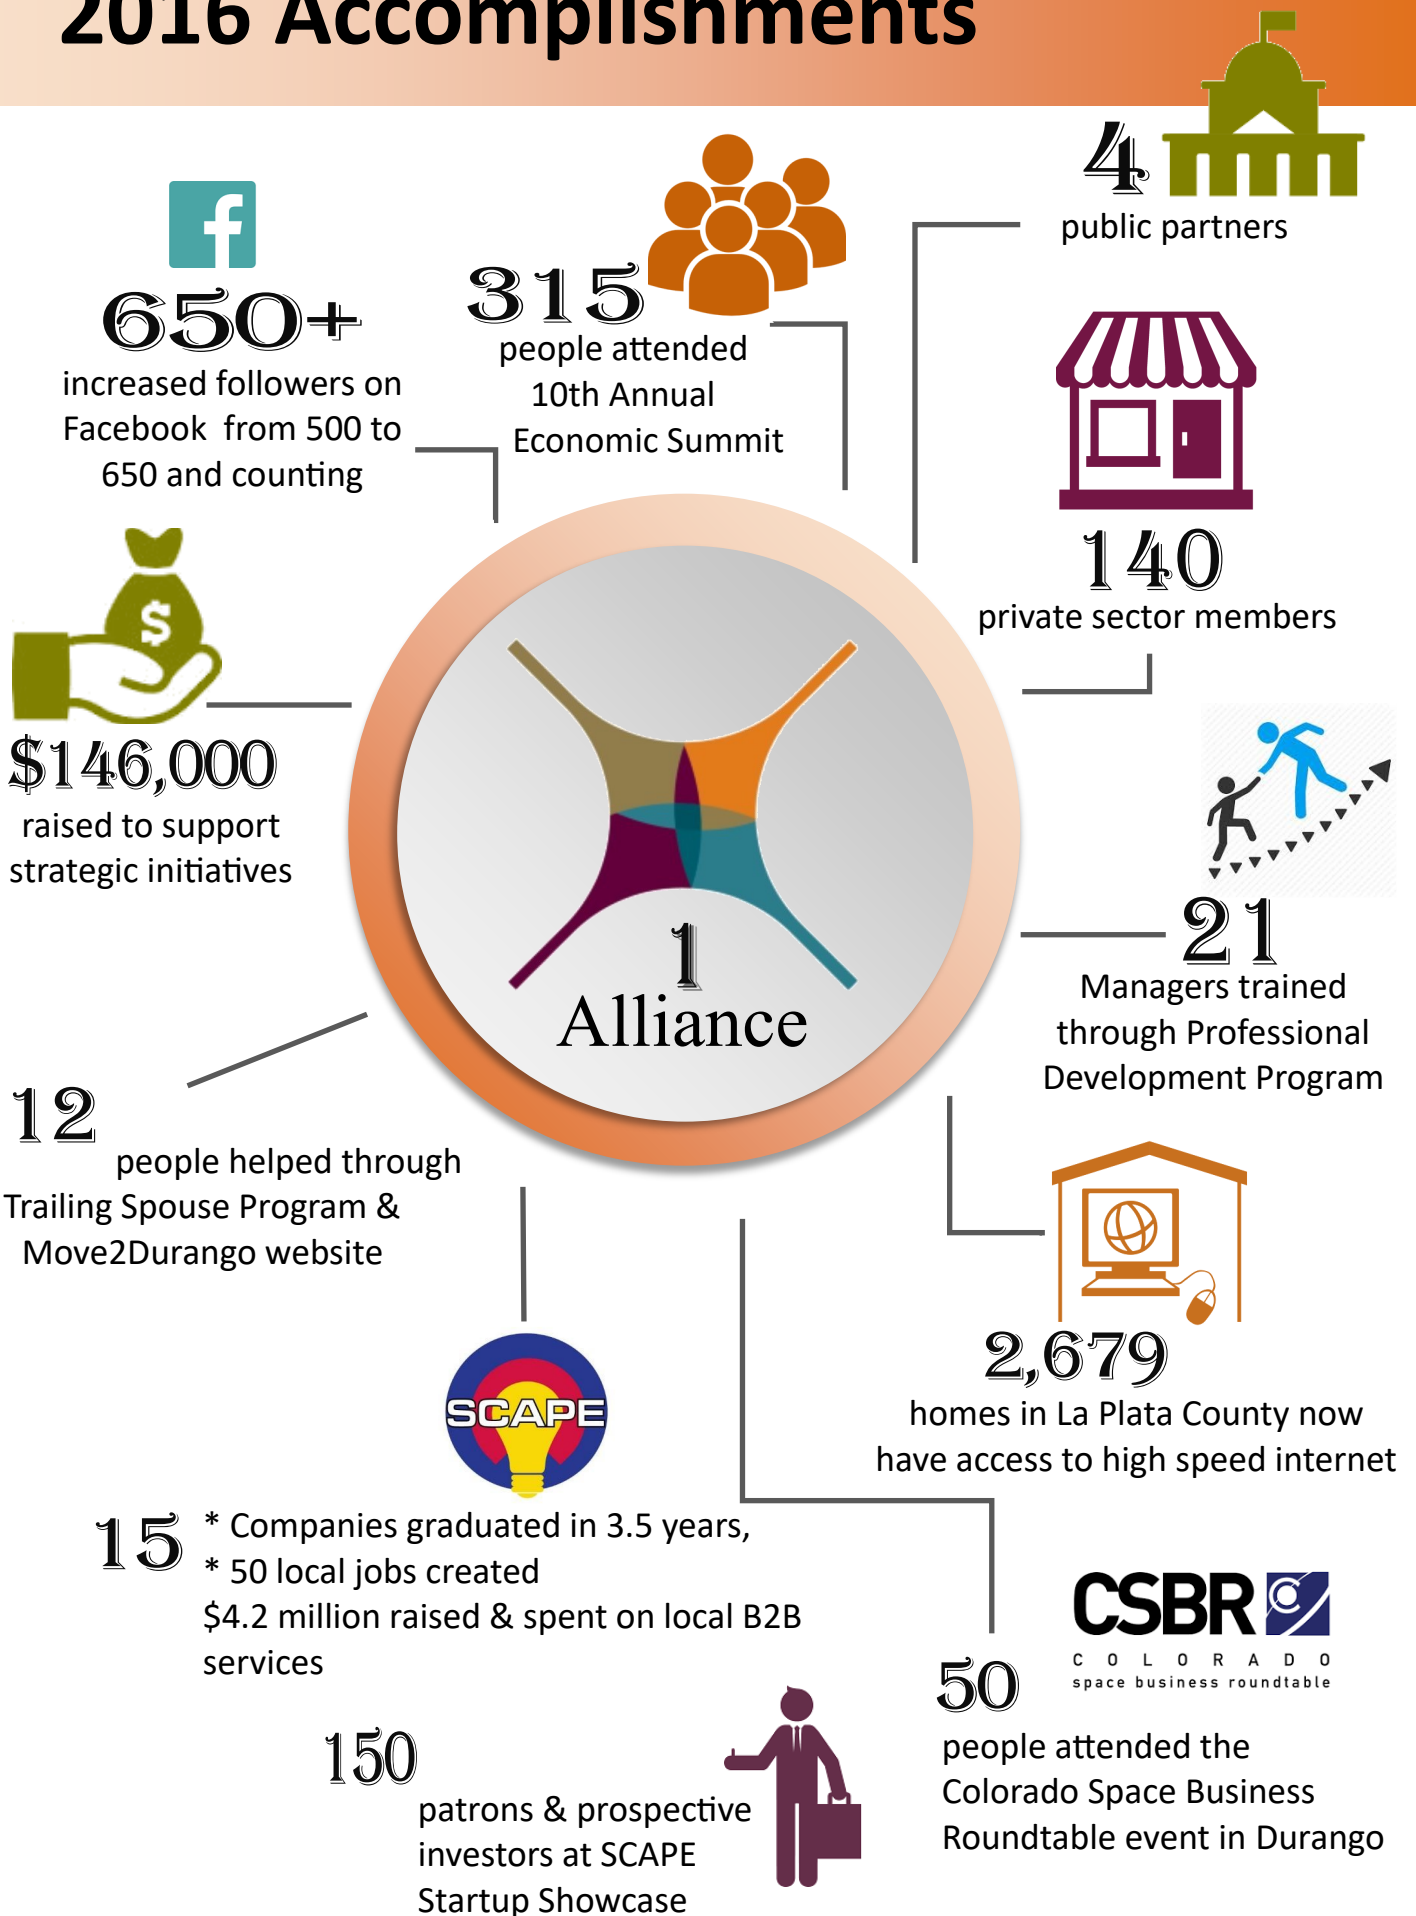 2016 Accomplishments
4
public partners
650+
increased followers on
Facebook from 500 to
650 and counting
315
people attended
10th Annual
Economic Summit
140
private sector members
$
$146,000
raised to support
strategic initiatives
21
Managers trained
through Professional
Development Program
1
Alliance
12
people helped through
Trailing Spouse Program &
Move2Durango website
2,679
homes in La Plata County now
have access to high speed internet
SCAPE
15
* Companies graduated in 3.5 years,
* 50 local jobs created
$4.2 million raised & spent on local B2B
services
CSBR
COLORADO
space business roundtable
50
people attended the
Colorado Space Business
Roundtable event in Durango
150
patrons & prospective
investors at SCAPE
Startup Showcase